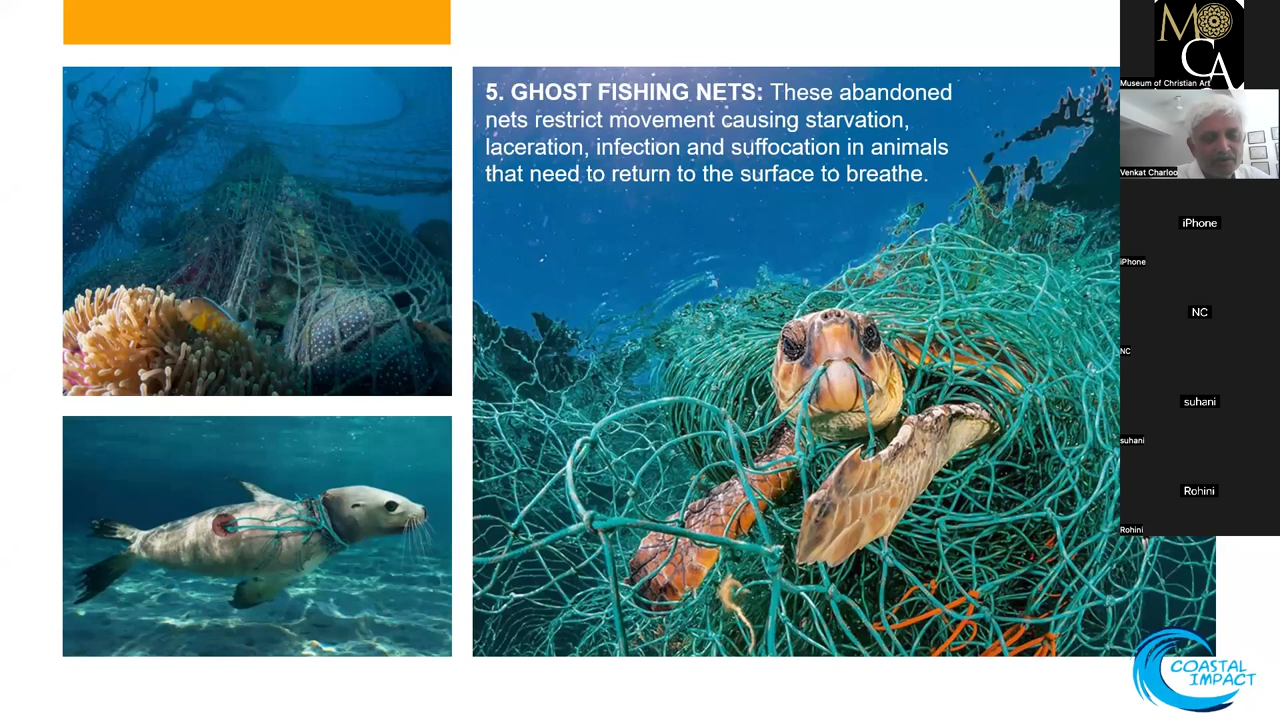 5. GHOST FISHING NETS: These abandoned
nets restrict movement causing starvation,
laceration, infection and suffocation in animals
that need to return to the surface to breathe.
MOCA
Museum of Christian Art
Venkat Charloo
iPhone
iPhone
NC
NC
suhani
suhani
Rohini
Rohini
COASTAL
IMPACT